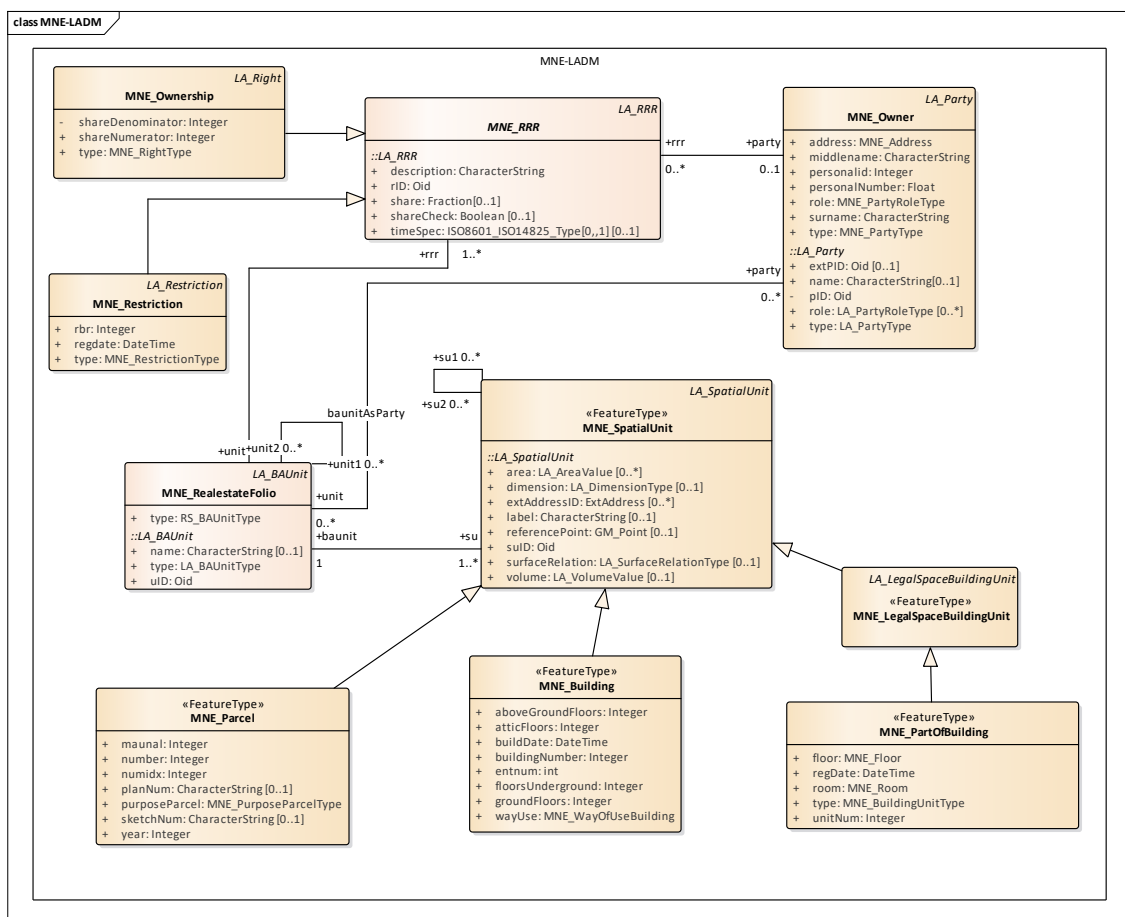 class MNE-LADM
MNE-LADM
LA_Right
MNE_Ownership
- shareDenominator: Integer
+ shareNumerator: Integer
+ type: MNE_RightType
LA_RRR
MNE_RRR
::LA_RRR
+ description: CharacterString
+ rID: Oid
+ share: Fraction[0..1]
+ shareCheck: Boolean [0..1]
+ timeSpec: ISO8601_ISO14825_Type[0,,1] [0..1]
LA_Party
MNE_Owner
+ address: MNE_Address
+ middlename: CharacterString
+ personalid: Integer
+ personalNumber: Float
+ role: MNE_PartyRoleType
+ surname: CharacterString
+ type: MNE_PartyType
::LA_Party
+ extPID: Oid [0..1]
+ name: CharacterString[0..1]
- pID: Oid
+ role: LA_PartyRoleType [0..*]
+ type: LA_PartyType
+rrr
0..*
+party
0..1
+rrr
1..*
+party
0..*
LA_Restriction
MNE_Restriction
+ rbr: Integer
+ regdate: DateTime
+ type: MNE_RestrictionType
+su1 0..*
+su2 0..*
baunitAsParty
+unit
+unit2 0..*
+unit1 0..*
LA_BAUnit
MNE_RealestateFolio
+ type: RS_BAUnitType
::LA_BAUnit
+ name: CharacterString [0..1]
+ type: LA_BAUnitType
+ uID: Oid
+unit
0..*
+baunit
1
+su
1..*
LA_SpatialUnit
«FeatureType»
MNE_SpatialUnit
::LA_SpatialUnit
+ area: LA_AreaValue [0..*]
+ dimension: LA_DimensionType [0..1]
+ extAddressID: ExtAddress [0..*]
+ label: CharacterString [0..1]
+ referencePoint: GM_Point [0..1]
+ suID: Oid
+ surfaceRelation: LA_SurfaceRelationType [0..1]
+ volume: LA_VolumeValue [0..1]
LA_LegalSpaceBuildingUnit
«FeatureType»
MNE_LegalSpaceBuildingUnit
«FeatureType»
MNE_Parcel
+ maunal: Integer
+ number: Integer
+ numidx: Integer
+ planNum: CharacterString [0..1]
+ purposeParcel: MNE_PurposeParcelType
+ sketchNum: CharacterString [0..1]
+ year: Integer
«FeatureType»
MNE_Building
+ aboveGroundFloors: Integer
+ atticFloors: Integer
+ buildDate: DateTime
+ buildingNumber: Integer
+ entnum: int
+ floorsUnderground: Integer
+ groundFloors: Integer
+ wayUse: MNE_WayOfUseBuilding
«FeatureType»
MNE_PartOfBuilding
+ floor: MNE_Floor
+ regDate: DateTime
+ room: MNE_Room
+ type: MNE_BuildingUnitType
+ unitNum: Integer